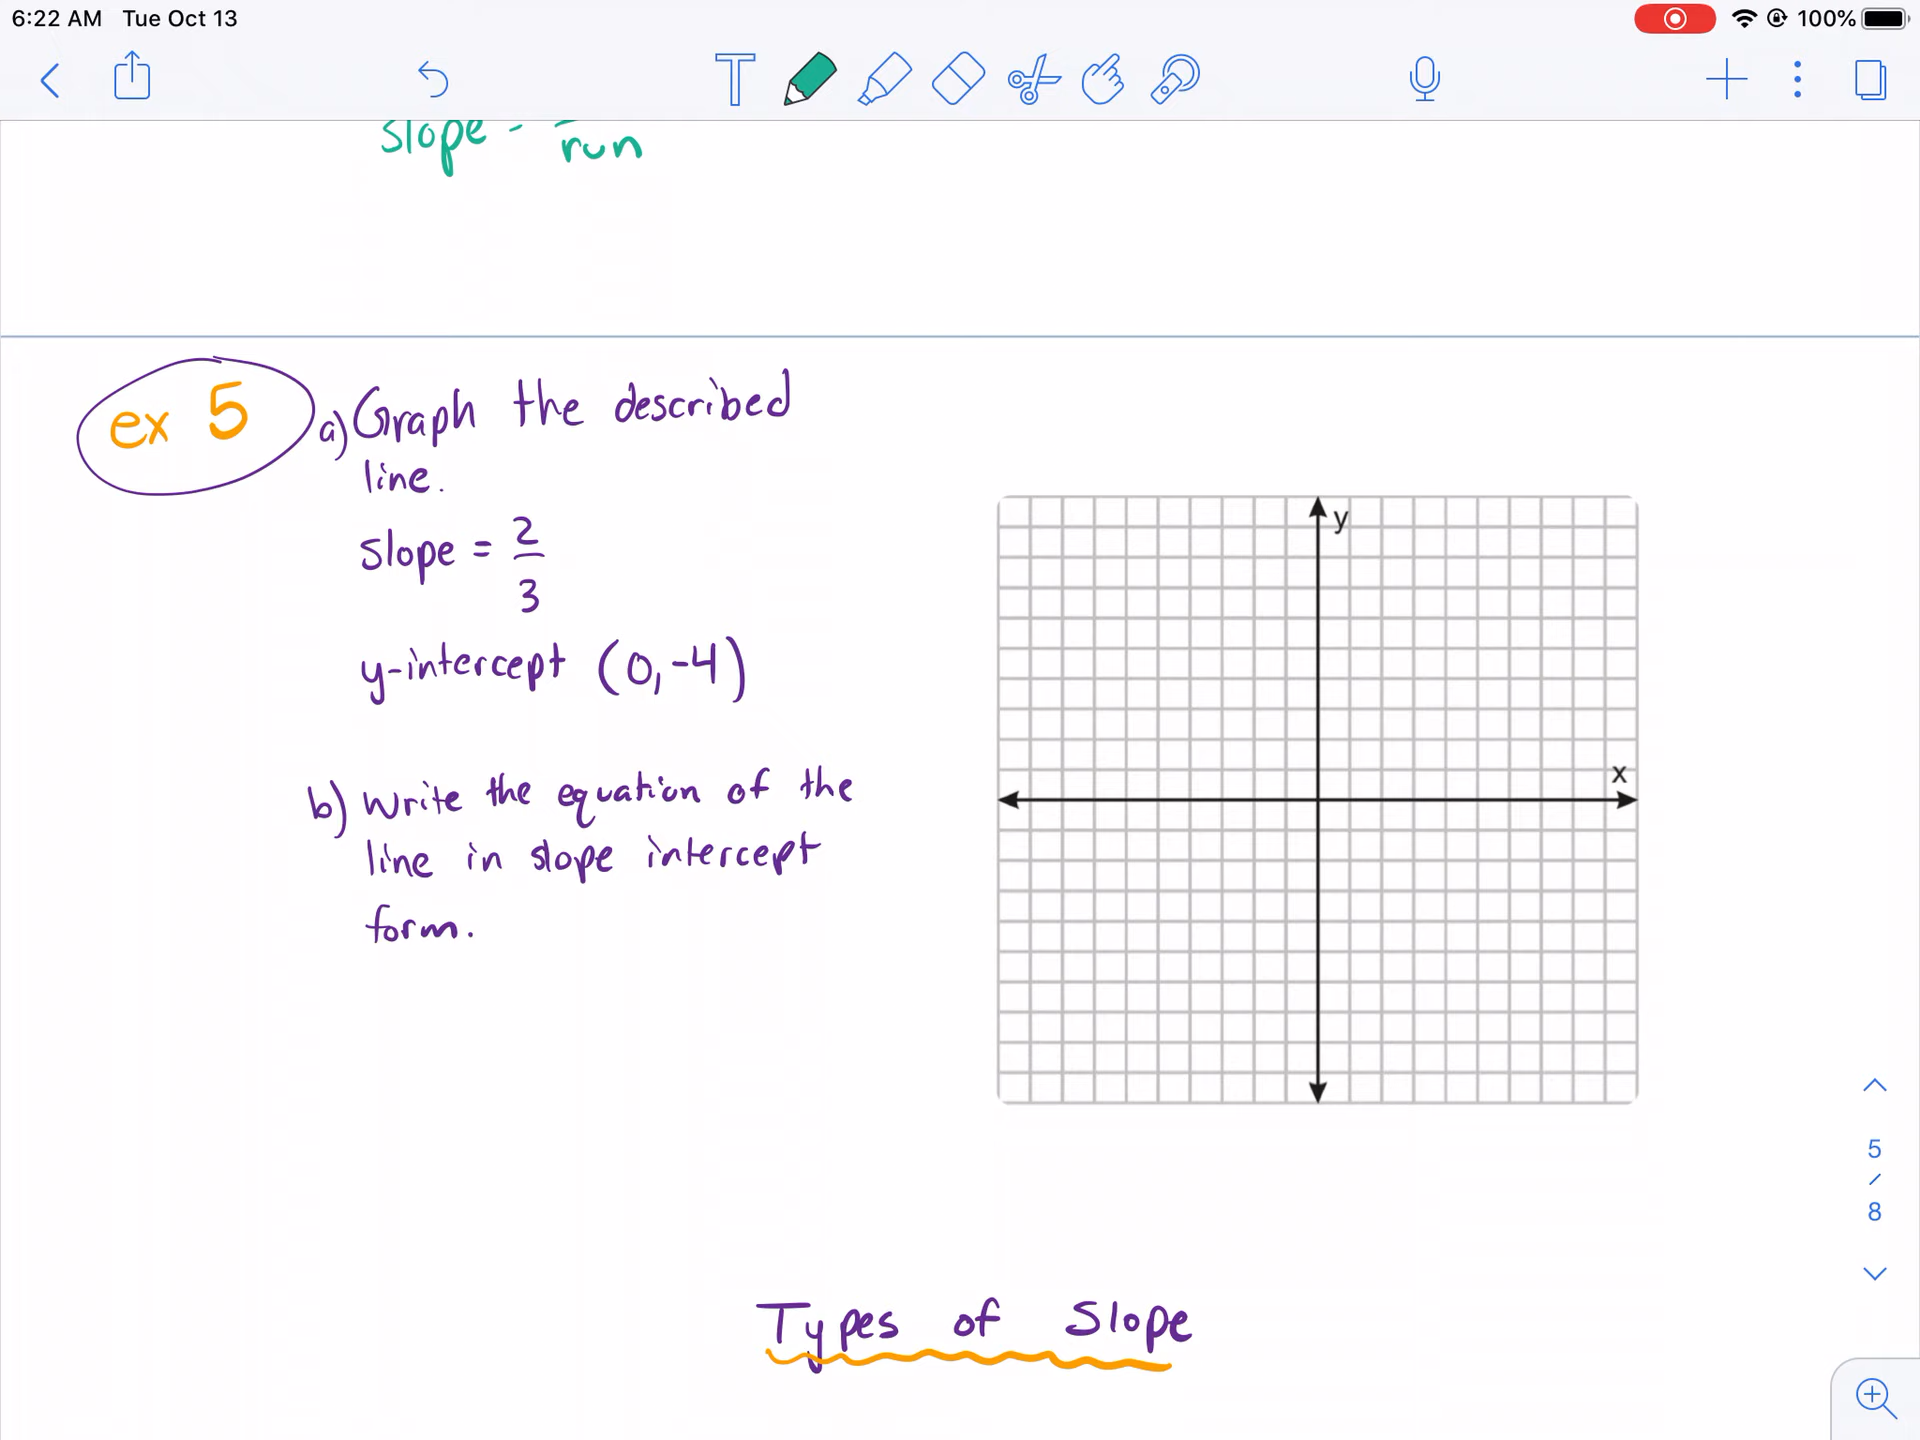 6:22 AM Tue Oct 13
100%
T
slope -
run
ex 5
a) Graph the described
line.
slope = 2
3
y-intercept (0,-4)
b) Write the equation of the
line in slope intercept
form.
y
x
5
/
8
Types of Slope